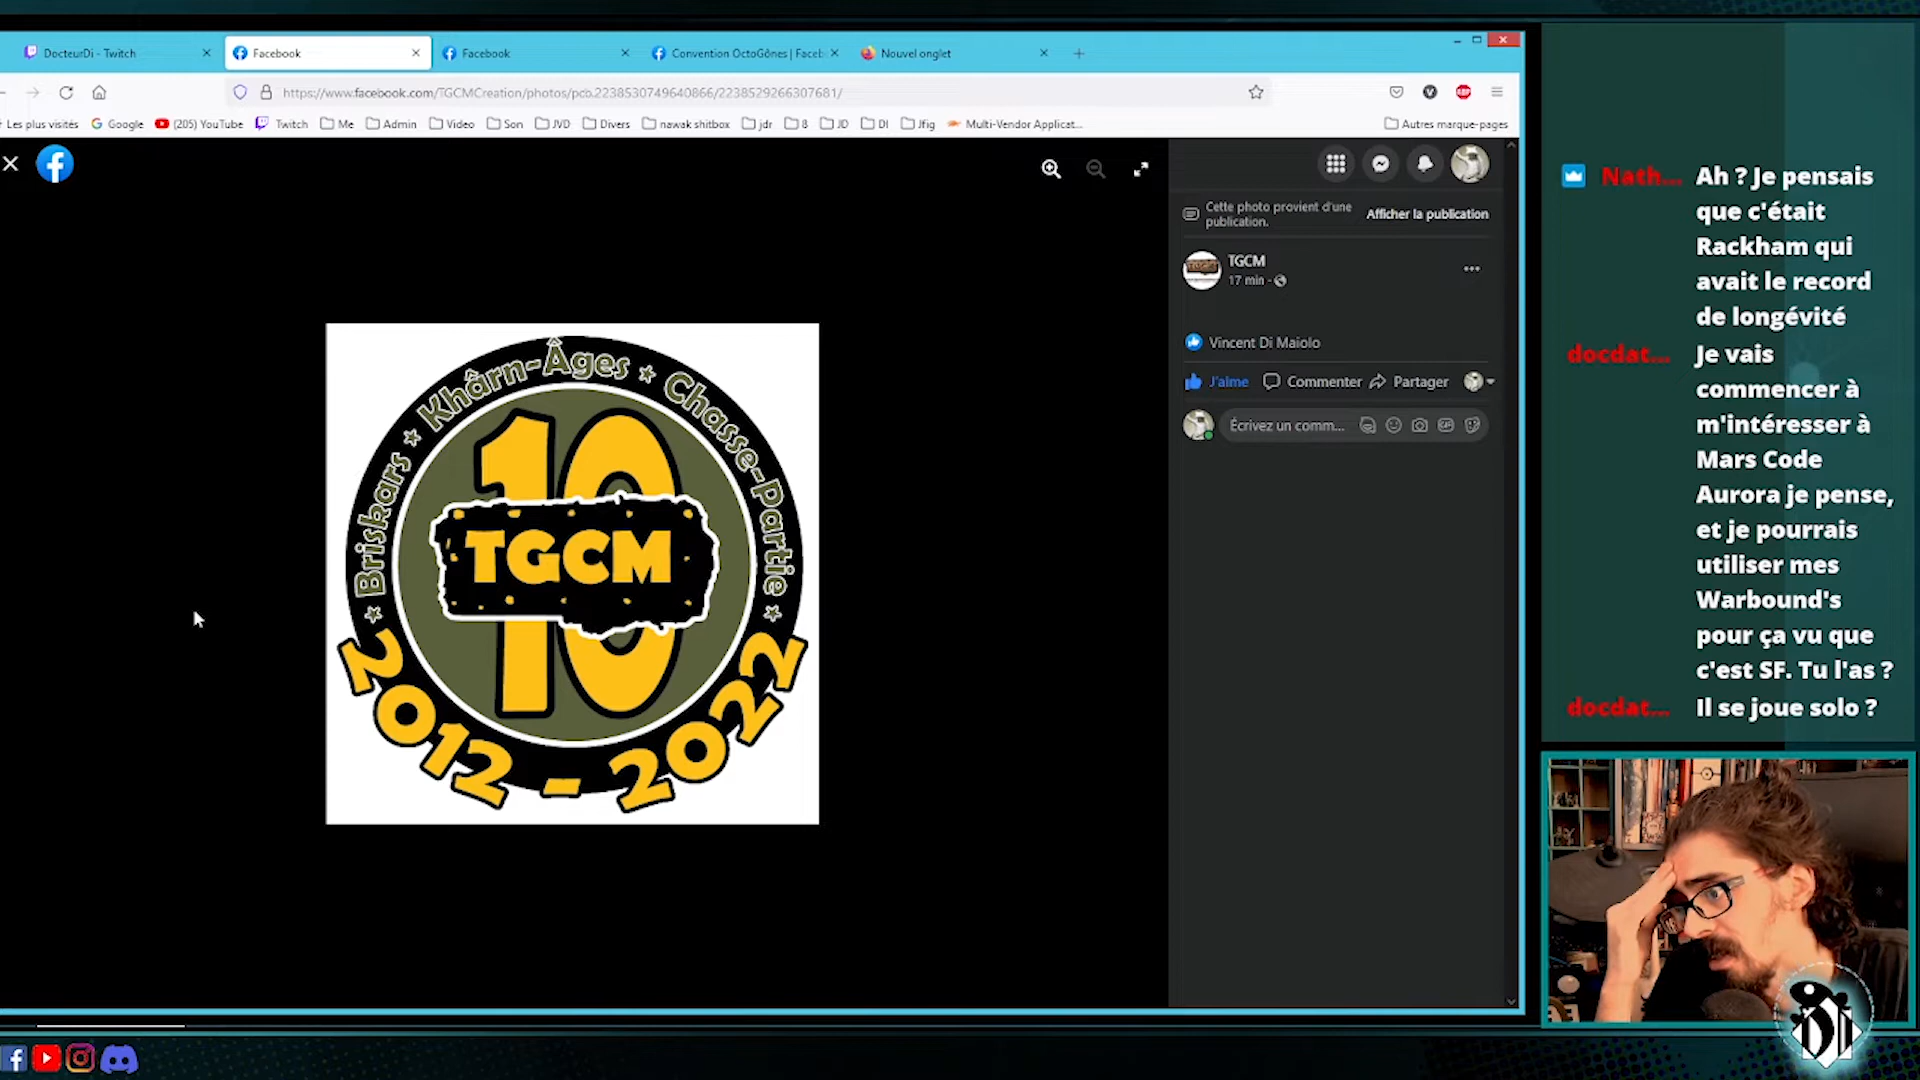 DocteurDi - Twitch
Facebook
Facebook
Convention OctoGônes | Faceb
Nouvel onglet
https://www.facebook.com/TGCMCreation/photos/pcb.2238530749640866/2238529266307681/
Les plus visités
Google
(205) YouTube
Twitch
Me
Admin
Video
Son
JVD
Divers
nawak shitbox
jdr
8
JD
DI
Jfig
Multi-Vendor Applicat...
Autres marque-pages
Cette photo provient d'une
publication.
Afficher la publication
TGCM
17 min
Vincent Di Maiolo
J'aime
Commenter
Partager
Écrivez un comm...
Briskars * Khârn-Âges * Chasse-Partie
10
TGCM
2012 - 2022
Nath... Ah ? Je pensais
que c'était
Rackham qui
avait le record
de longévité
docdat... Je vais
commencer à
m'intéresser à
Mars Code
Aurora je pense,
et je pourrais
utiliser mes
Warbound's
pour ça vu que
c'est SF. Tu l'as ?
docdat... Il se joue solo ?
DI